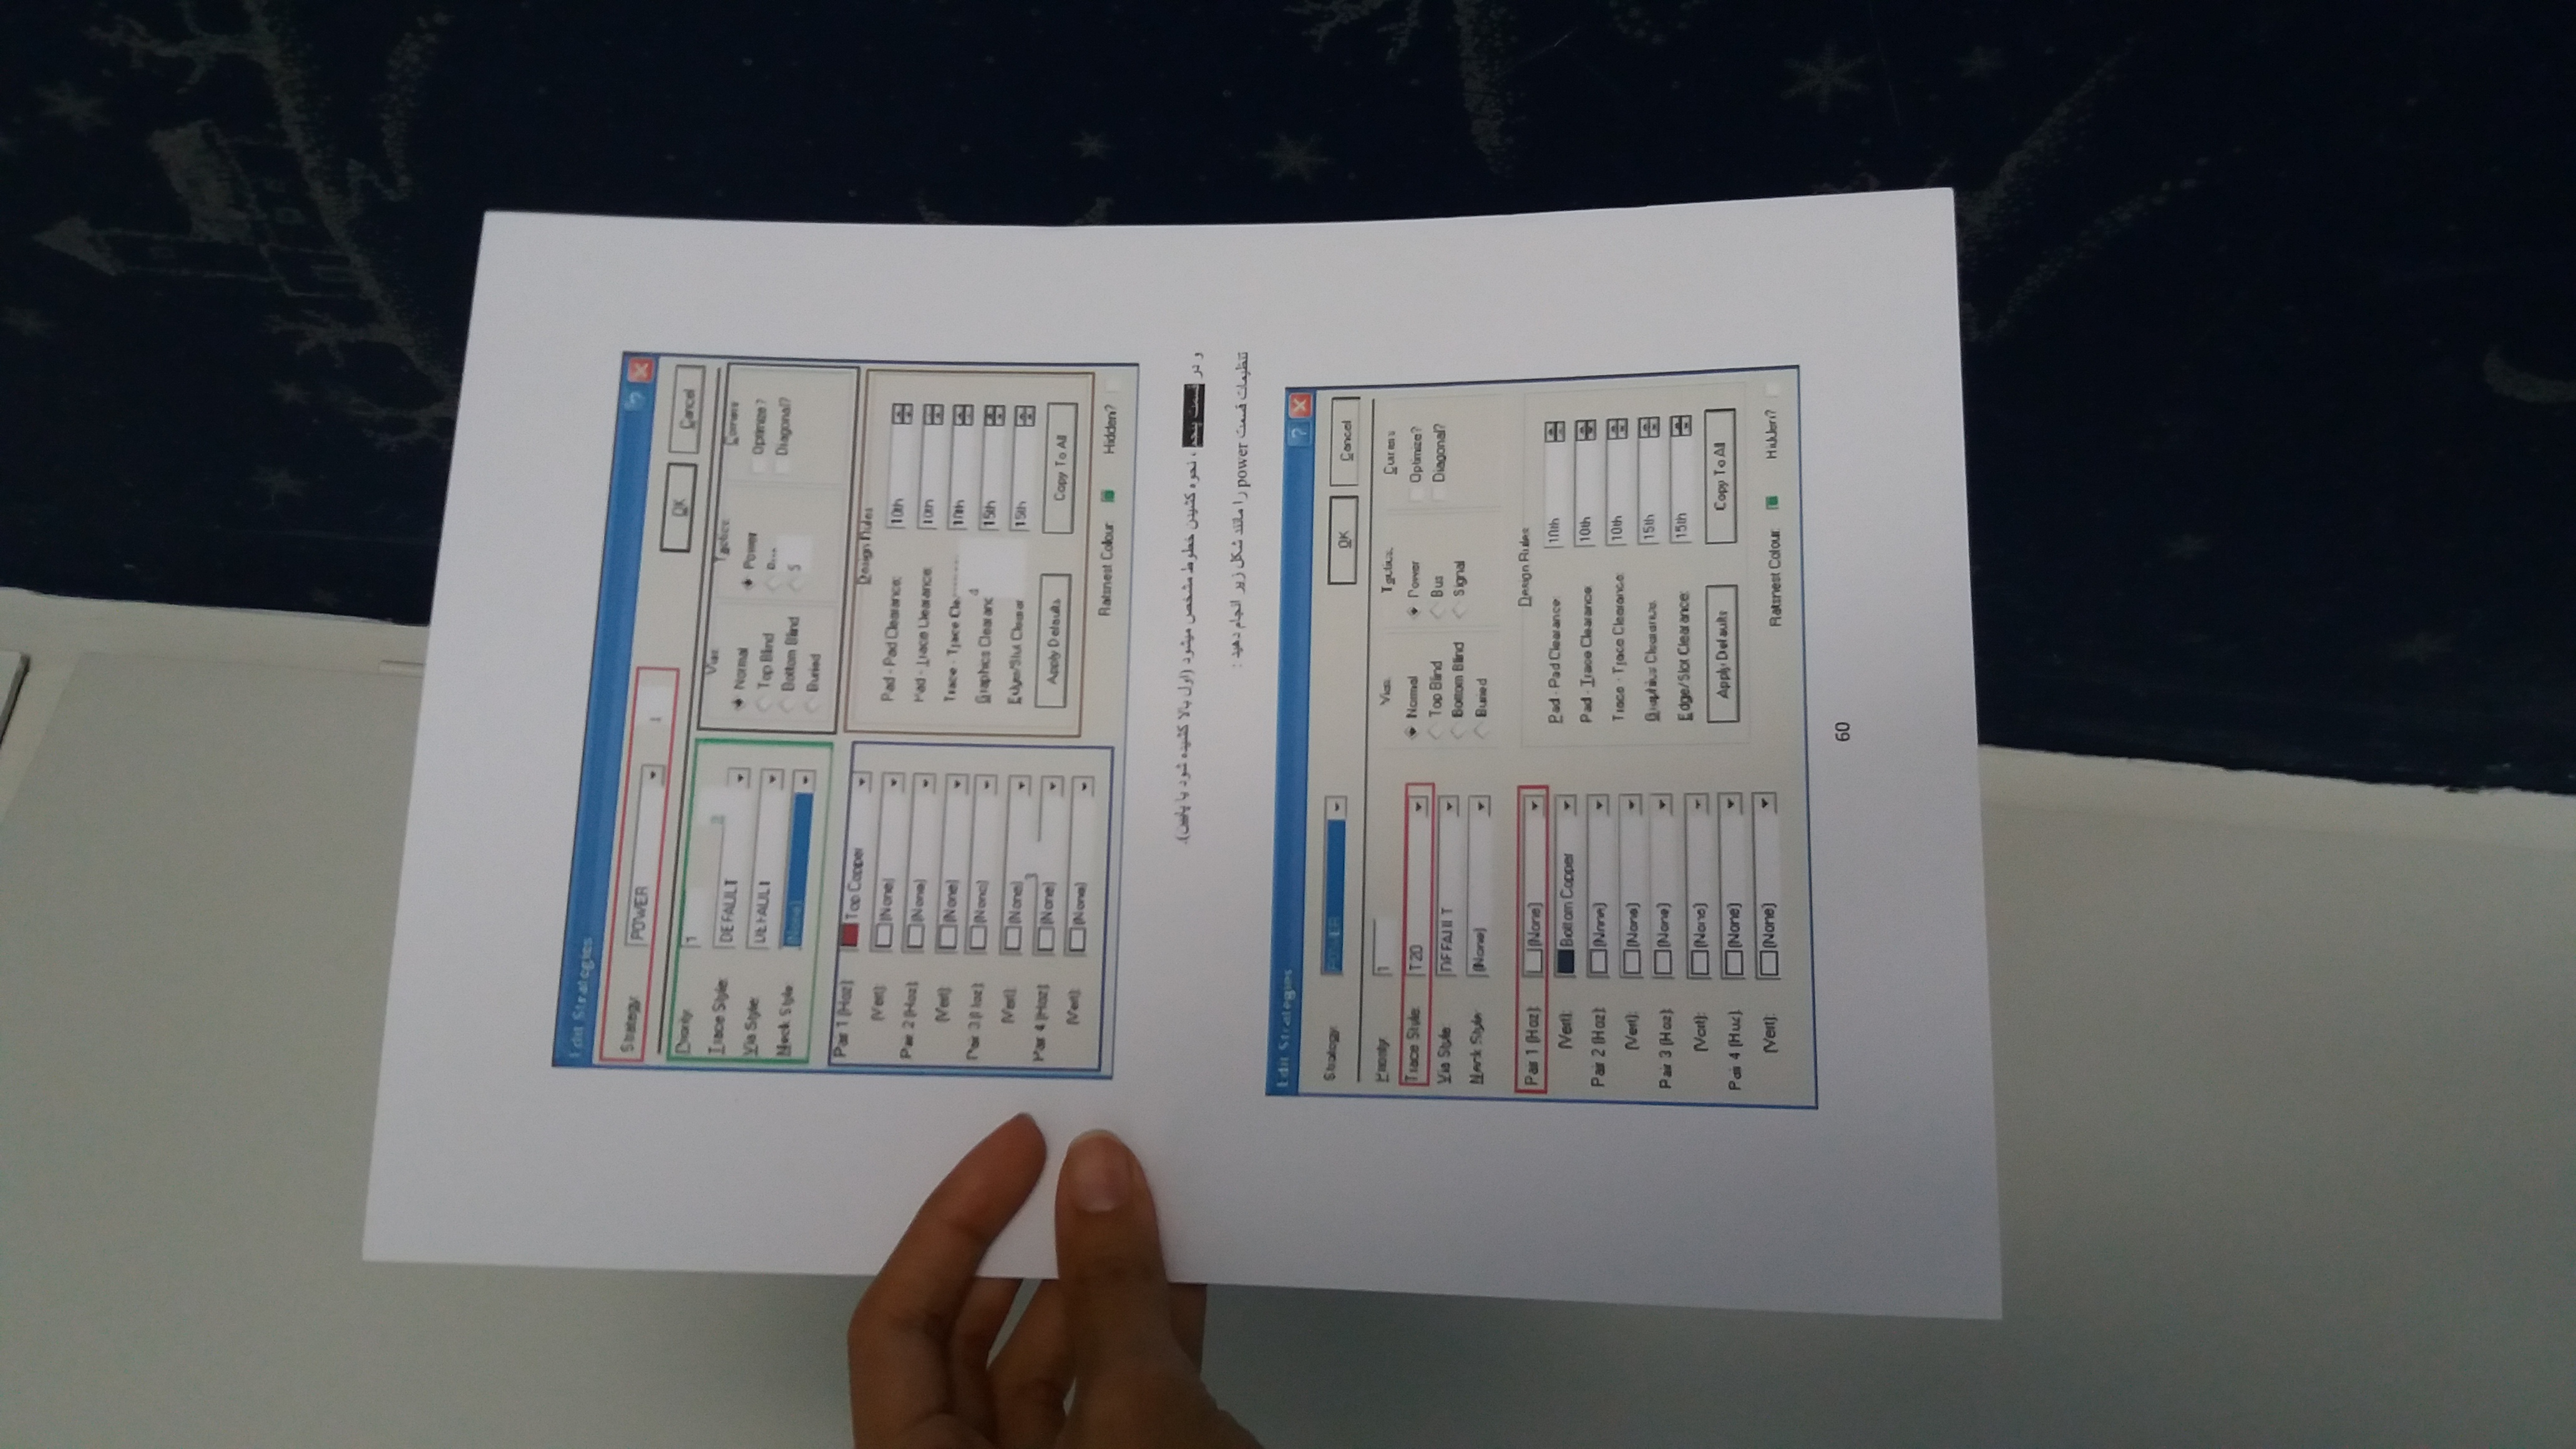 Edit Strategies
Strategy: POWER 1
OK Cancel
Priority: 1
Trace Style: DEFAULT
Via Style: DEFAULT
Neck Style: (None)
Vias: Tactics: Corners
Normal Power Optimize?
Top Blind Diagonal?
Bottom Blind 5
Buried
Pair 1 (Hoz): Top Copper
(Vert): (None)
Pair 2 (Hoz): (None)
(Vert): (None)
Pair 3 (Hoz): (None)
(Vert): (None)
3
Pair 4 (Hoz): (None)
(Vert): (None)
Design Rules
Pad - Pad Clearance: 10th
Pad - Trace Clearance: 10th
Trace - Trace 10th
4
Graphics 15th
Edge/Slot 15th
Apply Defaults Copy To All
Ratsnest Colour: Hidden?
و در قسمت پنجم ، نحوه کشیدن خطوط مشخص میشود (اول بالا کشیده شود یا پایین).
تنظیمات قسمت power را مانند شکل زیر انجام دهید :
Edit Strategies
Strategy: POWER
OK Cancel
Priority: 1
Trace Style: T20
Via Style: DEFAULT
Neck Style: (None)
Vias: Tactics: Corners
Normal Power Optimize?
Top Blind Bus Diagonal?
Bottom Blind Signal
Buried
Pair 1 (Hoz): (None)
(Vert): Bottom Copper
Pair 2 (Hoz): (None)
(Vert): (None)
Pair 3 (Hoz): (None)
(Vert): (None)
Pair 4 (Hoz): (None)
(Vert): (None)
Design Rules
Pad - Pad Clearance: 10th
Pad - Trace Clearance: 10th
Trace - Trace Clearance: 10th
Graphics Clearance: 15th
Edge/Slot Clearance: 15th
Apply Defaults Copy To All
Ratsnest Colour: Hidden?
60